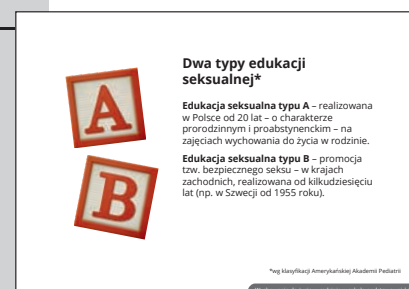 A
B
Dwa typy edukacji
seksualnej*
Edukacja seksualna typu A – realizowana
w Polsce od 20 lat – o charakterze
prorodzinnym i proabstynenckim – na
zajęciach wychowania do życia w rodzinie.
Edukacja seksualna typu B – promocja
tzw. bezpiecznego seksu – w krajach
zachodnich, realizowana od kilkudziesięciu
lat (np. w Szwecji od 1955 roku).
*wg klasyfikacji Amerykańskiej Akademii Pediatrii